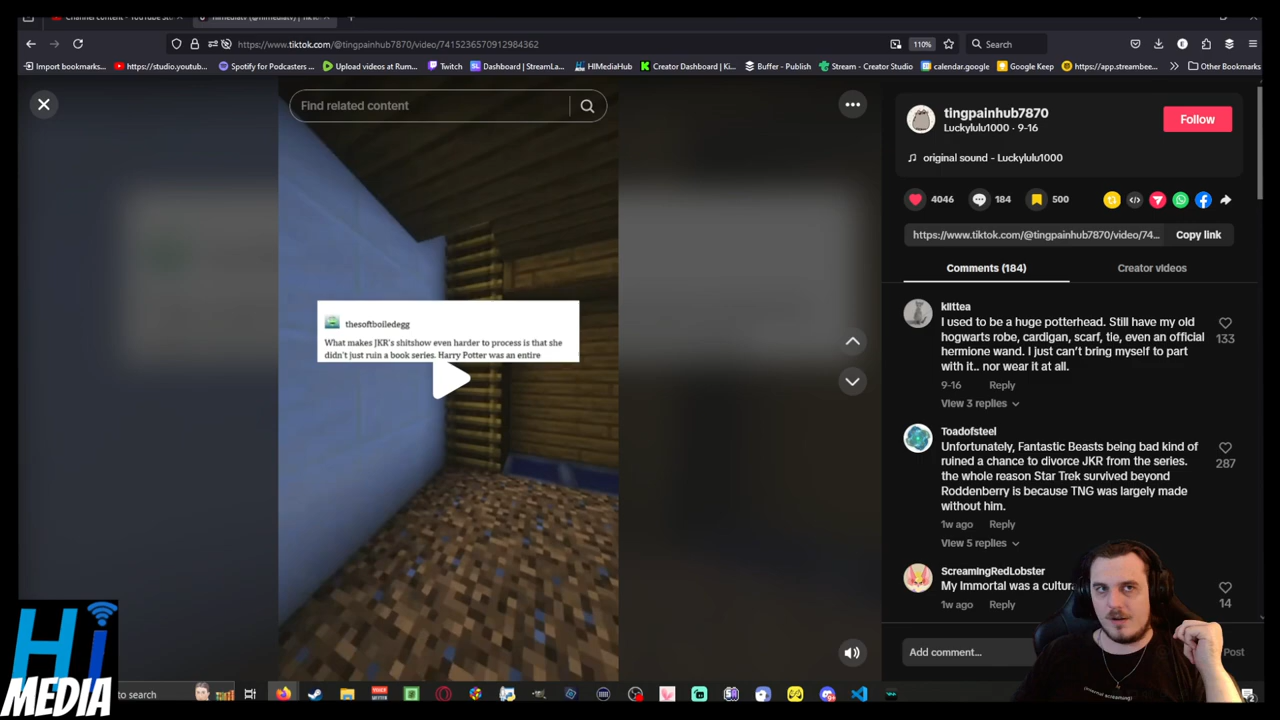 Channel content - YouTube St...
https://www.tiktok.com/@tingpainhub7870/video/7415236570912984362
110%
Search
Import bookmarks...
https://studio.youtub...
Spotify for Podcasters ...
Upload videos at Rum...
Twitch
Dashboard | StreamLa...
HIMediaHub
Creator Dashboard | Ki...
Buffer - Publish
Stream - Creator Studio
calendar.google
Google Keep
https://app.streambee...
Other Bookmarks
Find related content
thesoftboiledegg
What makes JKR's shitshow even harder to process is that she
didn't just ruin a book series. Harry Potter was an entire
tingpainhub7870
Luckylulu1000 · 9-16
Follow
original sound - Luckylulu1000
4046
184
500
https://www.tiktok.com/@tingpainhub7870/video/74...
Copy link
Comments (184)
Creator videos
kiittea
I used to be a huge potterhead. Still have my old
hogwarts robe, cardigan, scarf, tie, even an official
hermione wand. I just can't bring myself to part
with it.. nor wear it at all.
133
9-16 Reply
View 3 replies
Toadofsteel
Unfortunately, Fantastic Beasts being bad kind of
ruined a chance to divorce JKR from the series.
the whole reason Star Trek survived beyond
Roddenberry is because TNG was largely made
without him.
287
1w ago Reply
View 5 replies
ScreamingRedLobster
My Immortal was a cultur
14
1w ago Reply
Add comment...
Post
Hi
MEDIA
to search
(internal screaming)
2